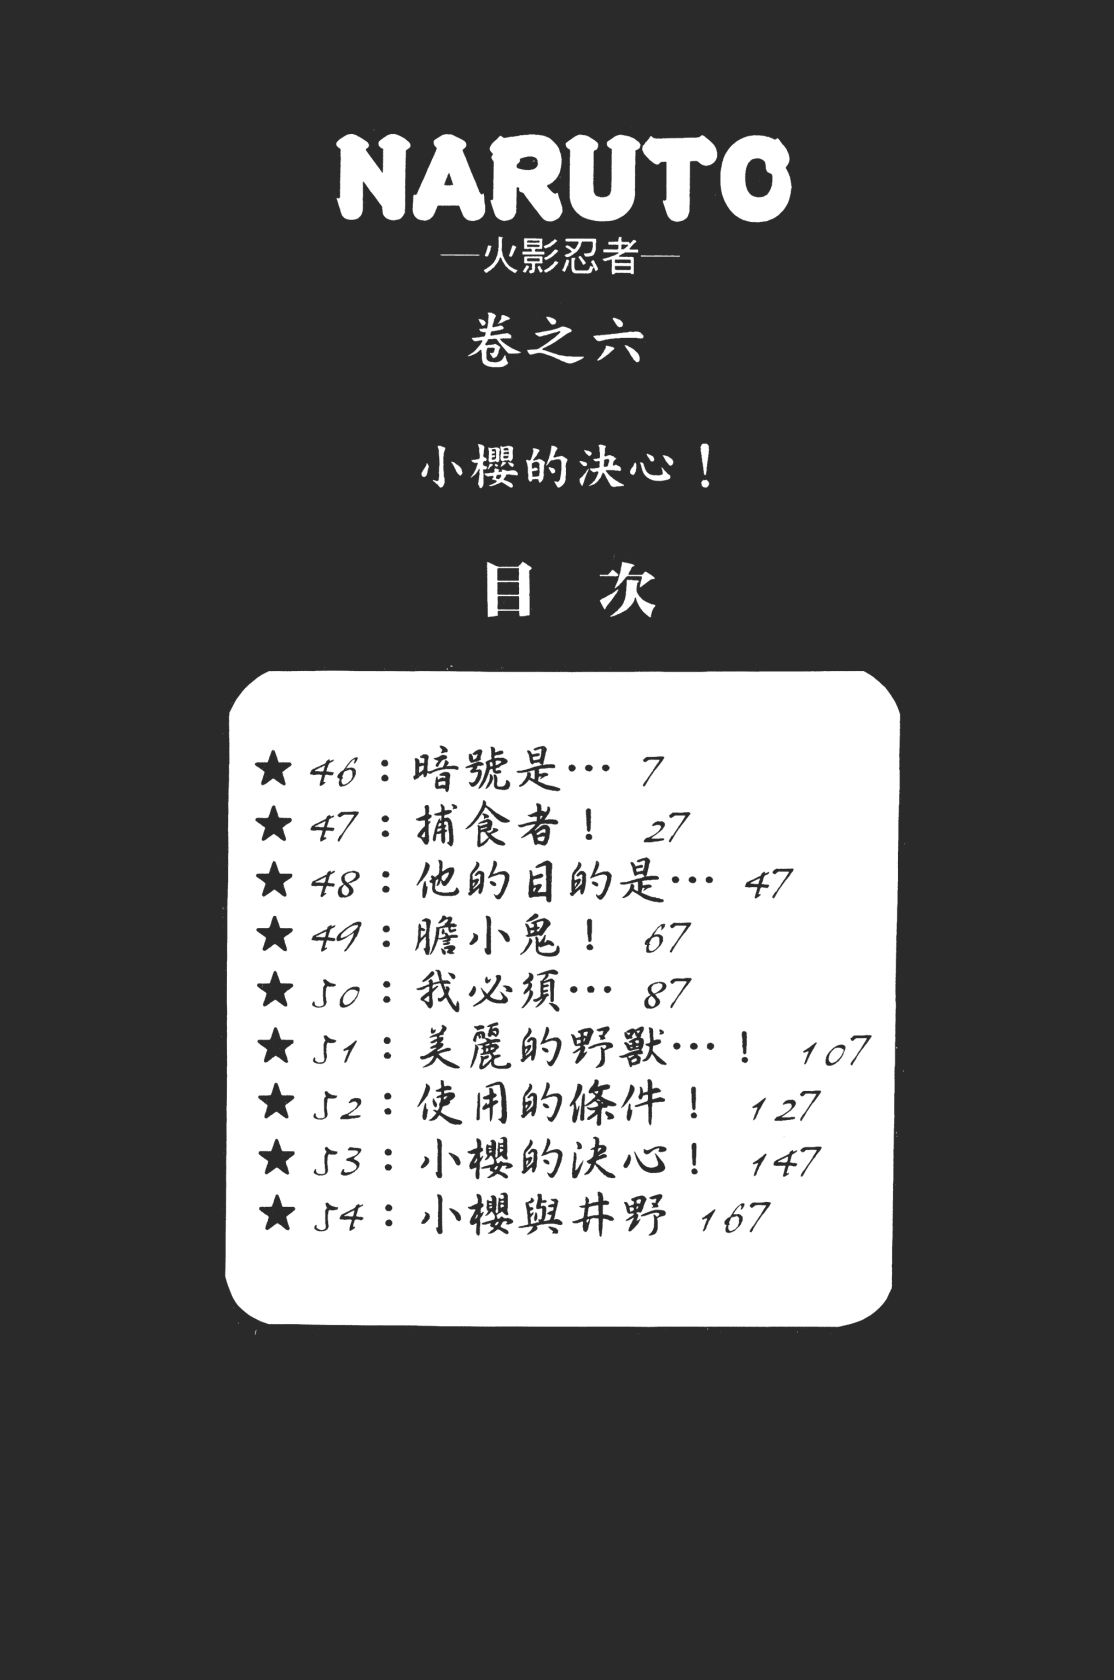 NARUTO
—火影忍者—
卷之六
小櫻的決心！
目 次
★ 46：暗號是… 7
★ 47：捕食者！ 27
★ 48：他的目的是… 47
★ 49：膽小鬼！ 67
★ 50：我必須… 87
★ 51：美麗的野獸…！ 107
★ 52：使用的條件！ 127
★ 53：小櫻的決心！ 147
★ 54：小櫻與井野 167